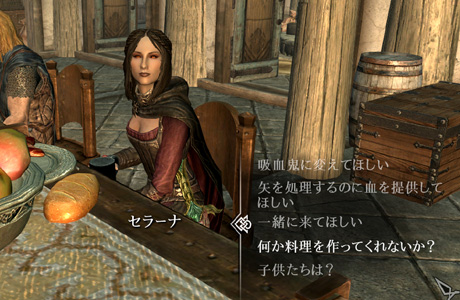 吸血鬼に変えてほしい
矢を処理するのに血を提供して
ほしい
セラーナ
一緒に来てほしい
何か料理を作ってくれないか？
子供たちは？